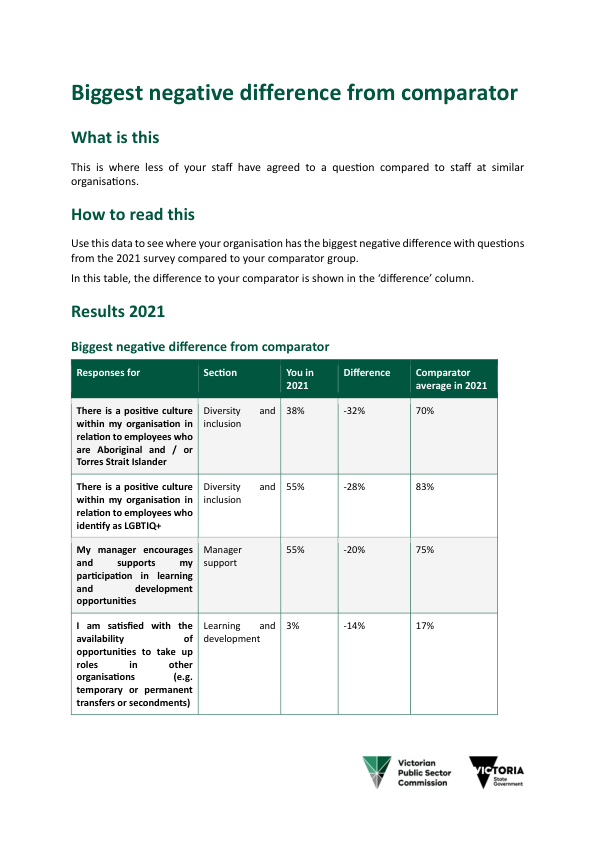 Biggest negative difference from comparator
What is this
This is where less of your staff have agreed to a question compared to staff at similar
organisations.
How to read this
Use this data to see where your organisation has the biggest negative difference with questions
from the 2021 survey compared to your comparator group.
In this table, the difference to your comparator is shown in the ‘difference’ column.
Results 2021
Biggest negative difference from comparator
Responses for Section You in Difference Comparator
2021 average in 2021
There is a positive culture Diversity and 38% -32% 70%
within my organisation in inclusion
relation to employees who
are Aboriginal and / or
Torres Strait Islander
There is a positive culture Diversity and 55% -28% 83%
within my organisation in inclusion
relation to employees who
identify as LGBTIQ+
My manager encourages Manager 55% -20% 75%
and supports my support
participation in learning
and development
opportunities
I am satisfied with the Learning and 3% -14% 17%
availability of development
opportunities to take up
roles in other
organisations (e.g.
temporary or permanent
transfers or secondments)
Victorian
Public Sector
Commission
VICTORIA
State
Government